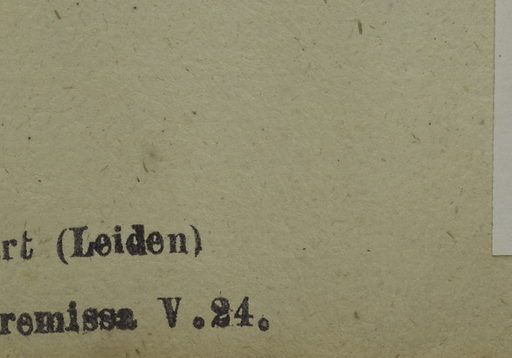 rt (Leiden)
remissa V.24.